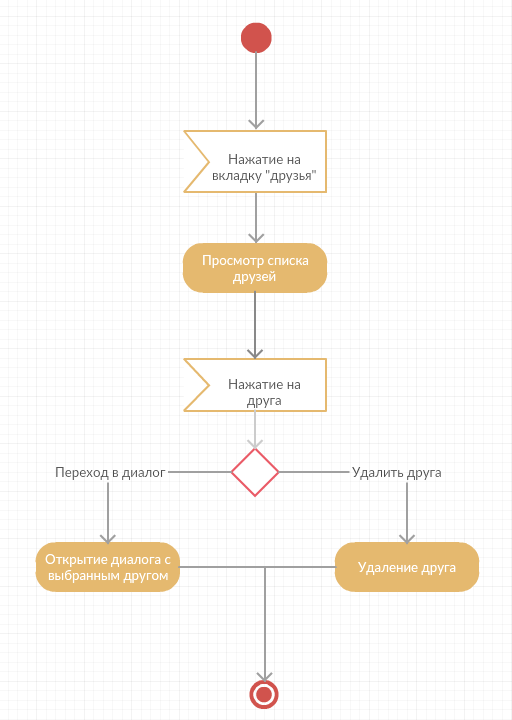 Нажатие на
вкладку "друзья"
Просмотр списка
друзей
Нажатие на
друга
Переход в диалог
Удалить друга
Открытие диалога с
выбранным другом
Удаление друга